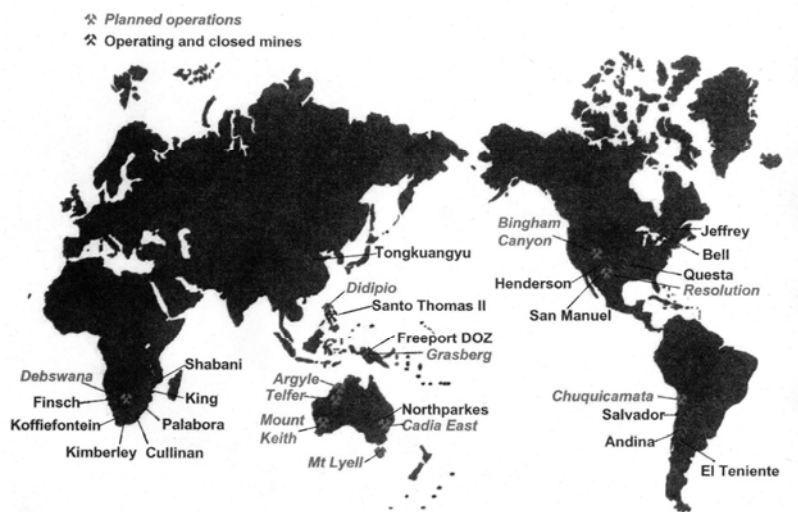 Planned operations
Operating and closed mines
Tongkuangyu
Didipio
Santo Thomas II
Freeport DOZ
Grasberg
Debswana
Shabani
Finsch
King
Koffiefontein
Palabora
Kimberley
Cullinan
Argyle
Telfer
Mount
Keith
Northparkes
Cadia East
Mt Lyell
Bingham
Canyon
Jeffrey
Bell
Henderson
Questa
Resolution
San Manuel
Chuquicamata
Salvador
Andina
El Teniente